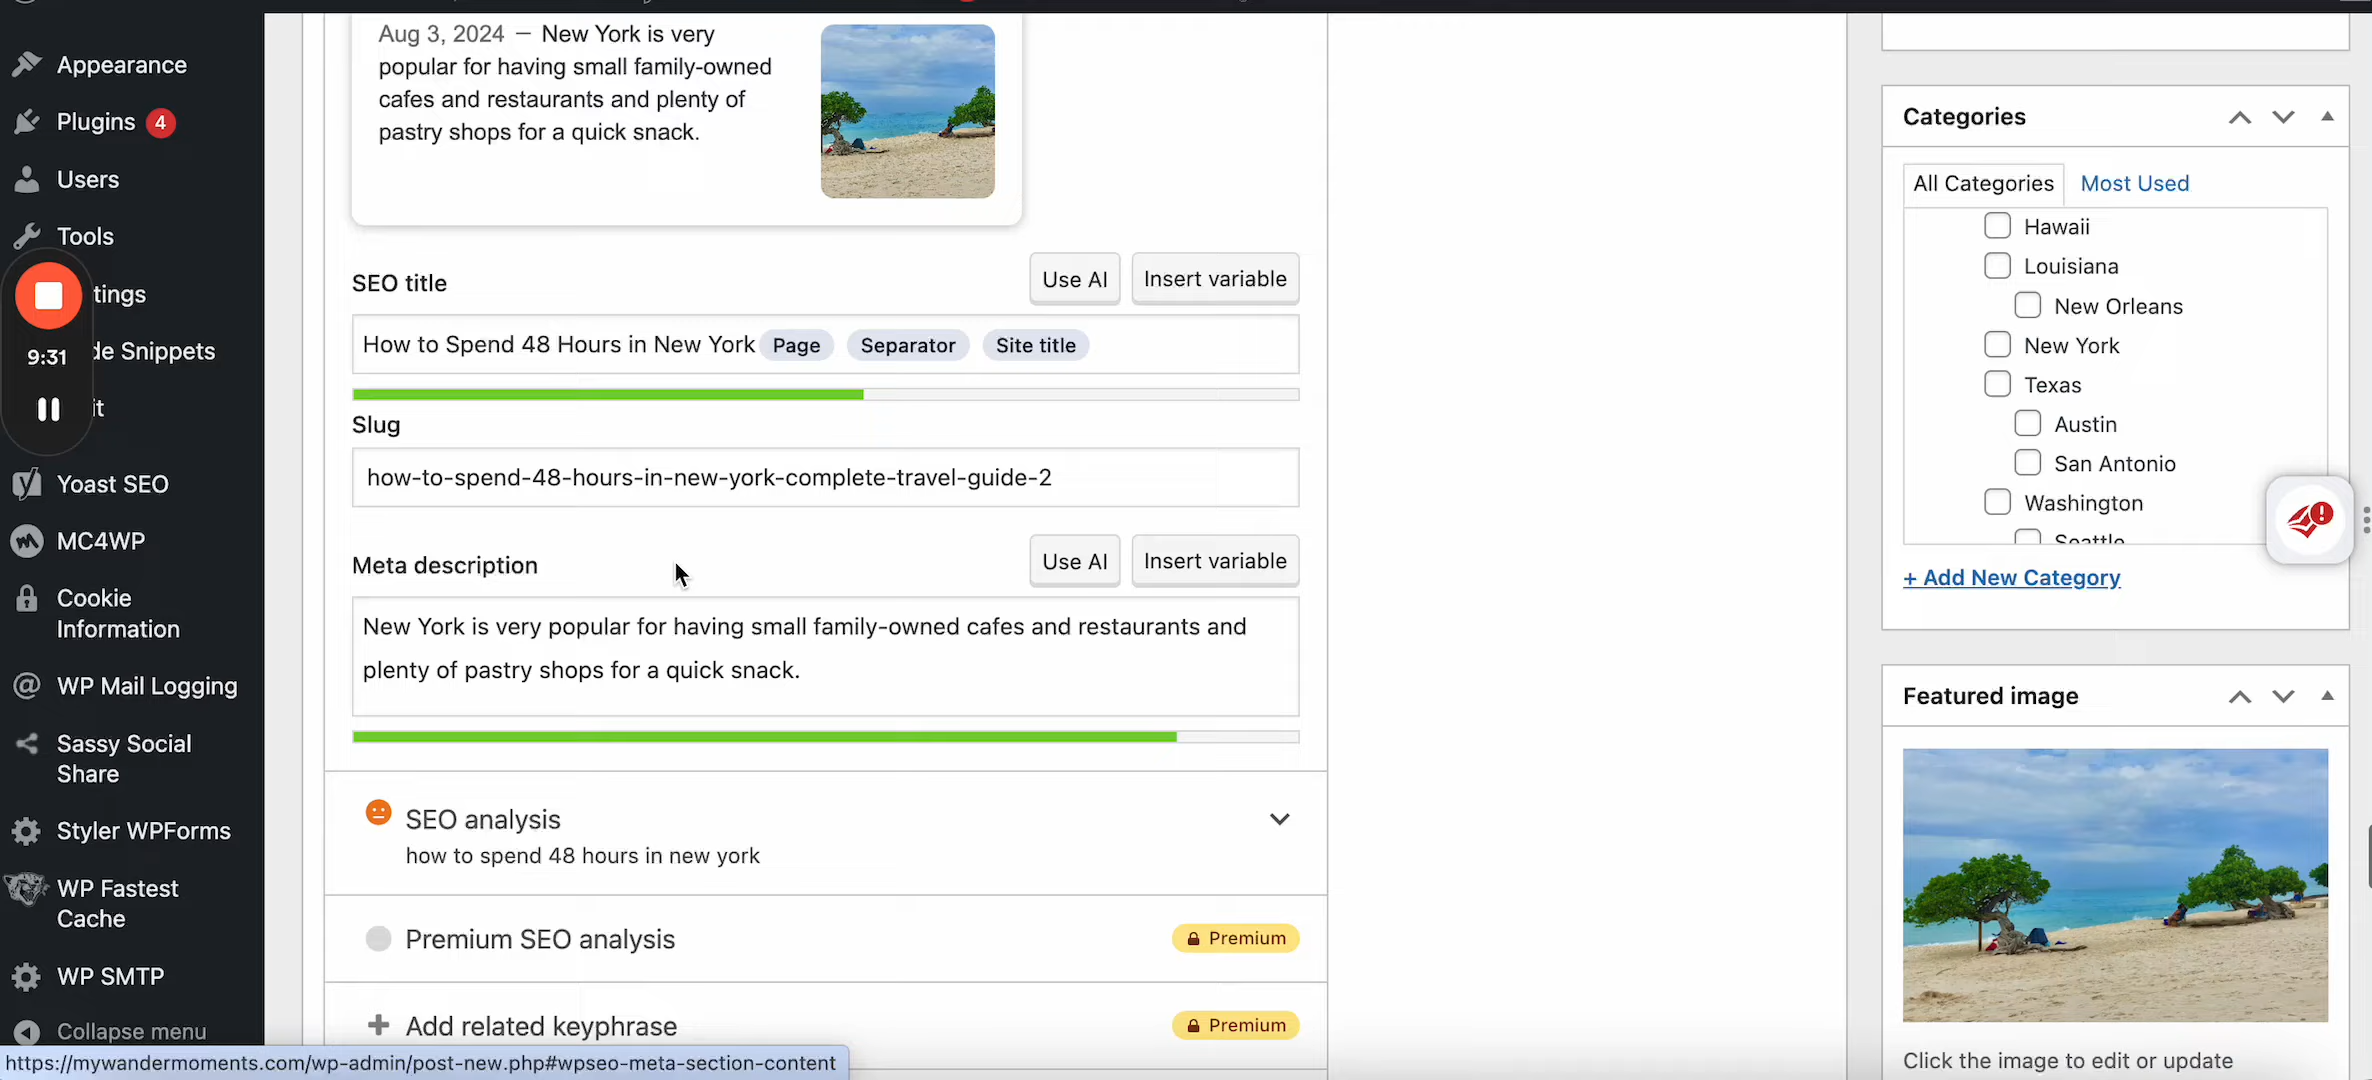 Appearance
Plugins 4
Users
Tools
tings
de Snippets
it
9:31
Yoast SEO
MC4WP
Cookie
Information
WP Mail Logging
Sassy Social
Share
Styler WPForms
WP Fastest
Cache
WP SMTP
Collapse menu
https://mywandermoments.com/wp-admin/post-new.php#wpseo-meta-section-content
Aug 3, 2024 — New York is very
popular for having small family-owned
cafes and restaurants and plenty of
pastry shops for a quick snack.
SEO title
Use AI
Insert variable
How to Spend 48 Hours in New York Page Separator Site title
Slug
how-to-spend-48-hours-in-new-york-complete-travel-guide-2
Meta description
Use AI
Insert variable
New York is very popular for having small family-owned cafes and restaurants and
plenty of pastry shops for a quick snack.
SEO analysis
how to spend 48 hours in new york
Premium SEO analysis
Premium
Add related keyphrase
Premium
Categories
All Categories
Most Used
Hawaii
Louisiana
New Orleans
New York
Texas
Austin
San Antonio
Washington
Seattle
+ Add New Category
Featured image
Click the image to edit or update